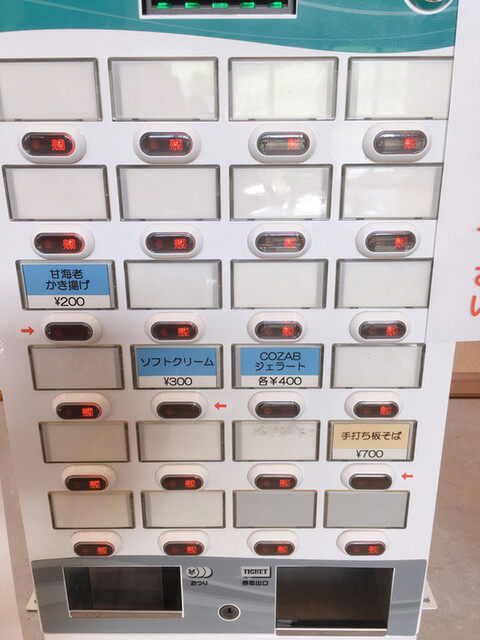 甘海老
かき揚げ
¥200
ソフトクリーム
¥300
COZAB
ジェラート
各¥400
手打ち板そば
¥700
おつり
TICKET
券取出口